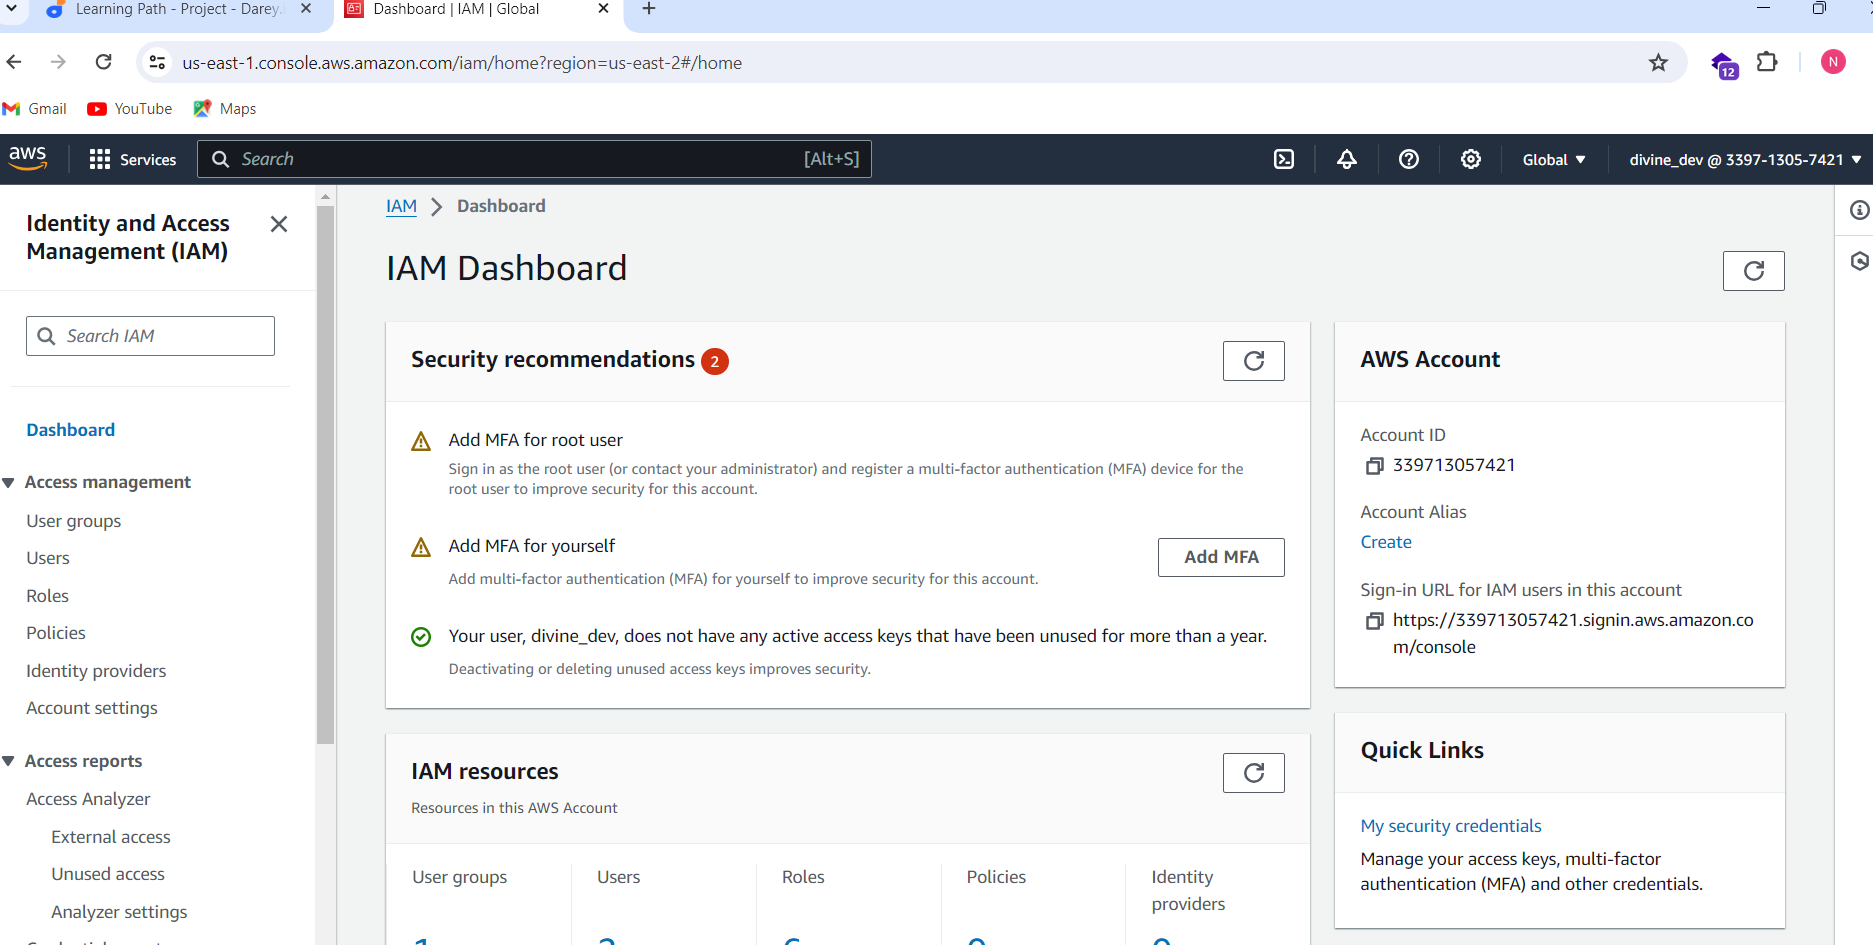 Learning Path - Project - Darey.
Dashboard | IAM | Global
us-east-1.console.aws.amazon.com/iam/home?region=us-east-2#/home
12
N
Gmail
YouTube
Maps
aws
Services
Search
[Alt+S]
Global
divine_dev @ 3397-1305-7421
Identity and Access
Management (IAM)
Search IAM
Dashboard
Access management
User groups
Users
Roles
Policies
Identity providers
Account settings
Access reports
Access Analyzer
External access
Unused access
Analyzer settings
IAM
Dashboard
IAM Dashboard
Security recommendations 2
Add MFA for root user
Sign in as the root user (or contact your administrator) and register a multi-factor authentication (MFA) device for the
root user to improve security for this account.
Add MFA for yourself
Add MFA
Add multi-factor authentication (MFA) for yourself to improve security for this account.
Your user, divine_dev, does not have any active access keys that have been unused for more than a year.
Deactivating or deleting unused access keys improves security.
IAM resources
Resources in this AWS Account
User groups
Users
Roles
Policies
Identity
providers
AWS Account
Account ID
339713057421
Account Alias
Create
Sign-in URL for IAM users in this account
https://339713057421.signin.aws.amazon.co
m/console
Quick Links
My security credentials
Manage your access keys, multi-factor
authentication (MFA) and other credentials.